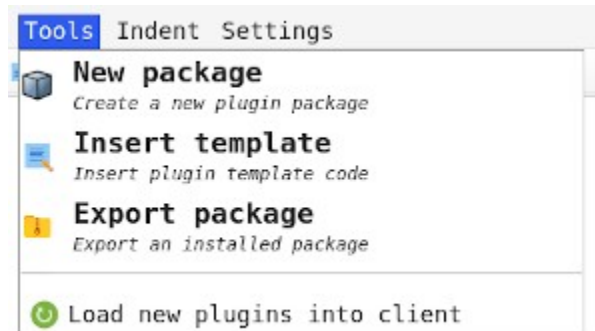 Tools Indent Settings
New package
Create a new plugin package
Insert template
Insert plugin template code
Export package
Export an installed package
Load new plugins into client